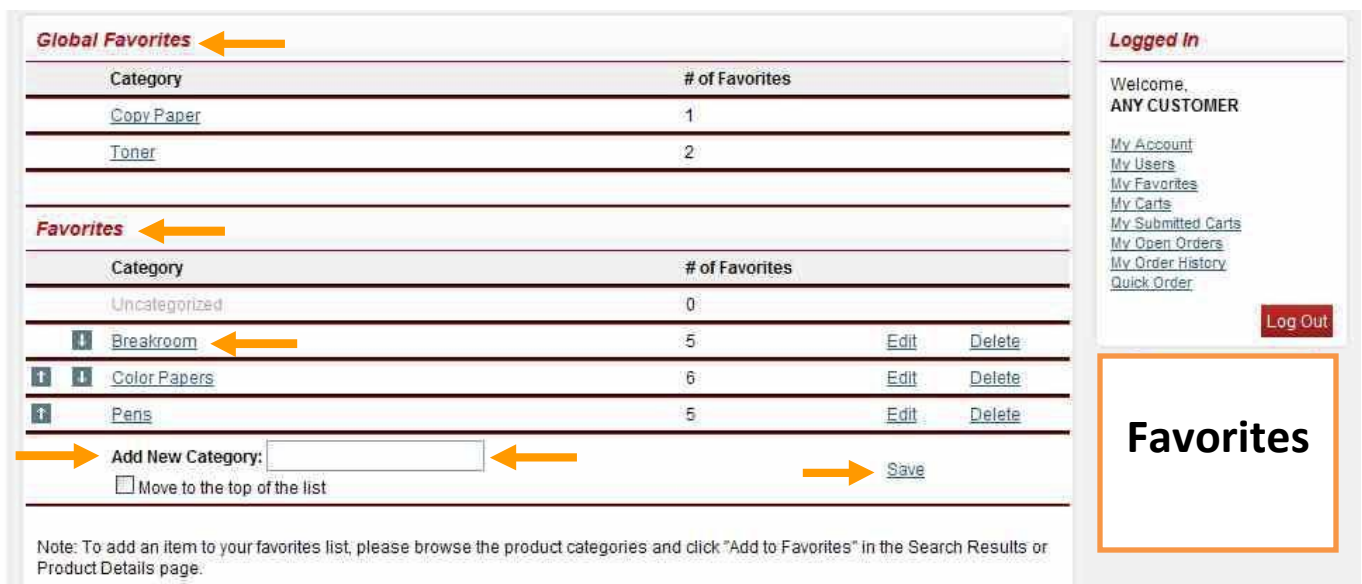 Global Favorites
Category # of Favorites
Copy Paper 1
Toner 2
Favorites
Category # of Favorites
Uncategorized 0
Breakroom 5 Edit Delete
Color Papers 6 Edit Delete
Pens 5 Edit Delete
Add New Category:
Move to the top of the list
Save
Note: To add an item to your favorites list, please browse the product categories and click "Add to Favorites" in the Search Results or
Product Details page.
Logged In
Welcome,
ANY CUSTOMER
My Account
My Users
My Favorites
My Carts
My Submitted Carts
My Open Orders
My Order History
Quick Order
Log Out
Favorites